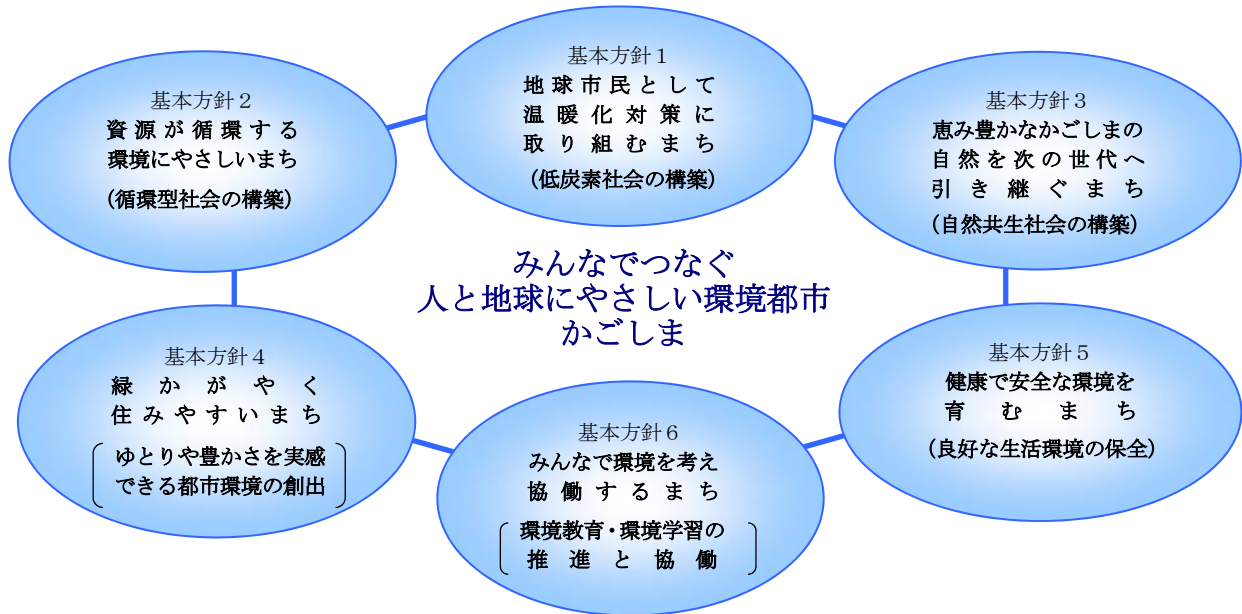 基本方針１
地球市民として
温暖化対策に
取り組むまち
（低炭素社会の構築）
基本方針２
資源が循環する
環境にやさしいまち
（循環型社会の構築）
基本方針３
恵み豊かなかごしまの
自然を次の世代へ
引き継ぐまち
（自然共生社会の構築）
みんなでつなぐ
人と地球にやさしい環境都市
かごしま
基本方針４
緑かがやく
住みやすいまち
ゆとりや豊かさを実感
できる都市環境の創出
基本方針５
健康で安全な環境を
育むまち
（良好な生活環境の保全）
基本方針６
みんなで環境を考え
協働するまち
環境教育・環境学習の
推進と協働